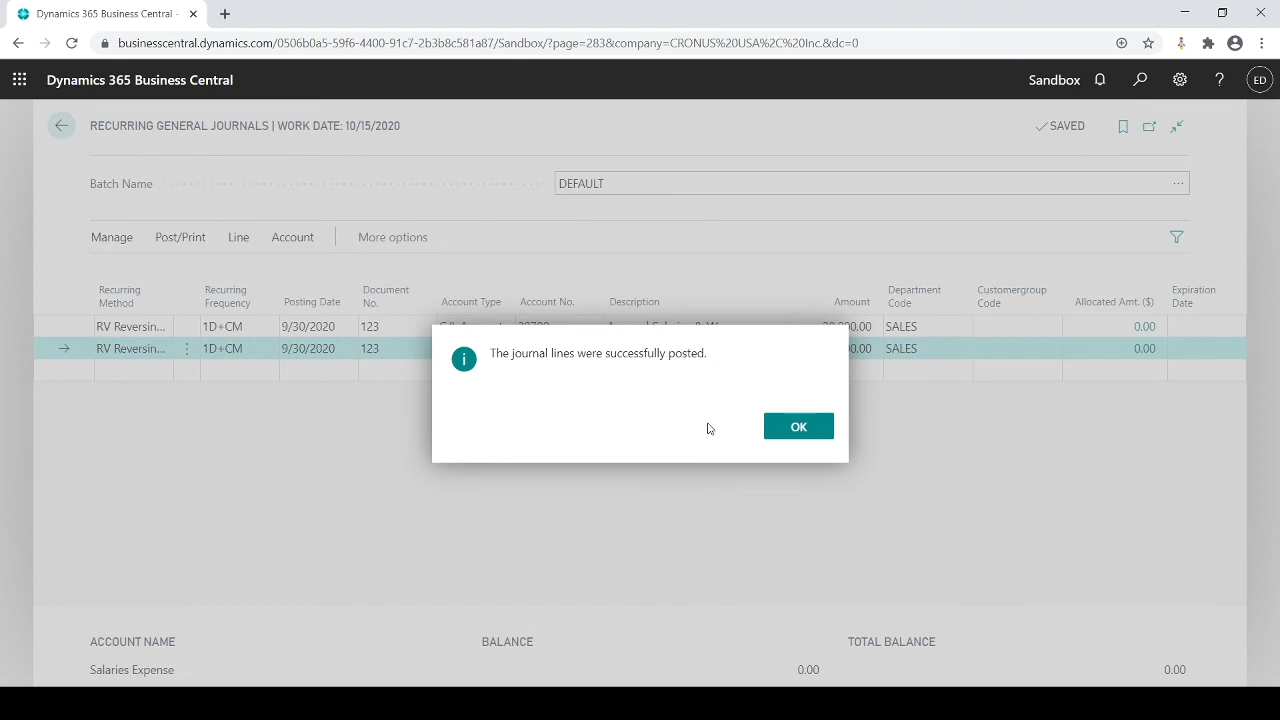 Dynamics 365 Business Central -
businesscentral.dynamics.com/0506b0a5-59f6-4400-91c7-2b3b8c581a87/Sandbox/?page=283&company=CRONUS%20USA%2C%20Inc.&dc=0
Dynamics 365 Business Central
Sandbox
?
ED
RECURRING GENERAL JOURNALS | WORK DATE: 10/15/2020
✓SAVED
Batch Name
DEFAULT
...
Manage Post/Print Line Account More options
Recurring Method Recurring Frequency Posting Date Document No. Account Type Account No. Description Amount Department Code Customergroup Code Allocated Amt. ($) Expiration Date
RV Reversin... 1D+CM 9/30/2020 123 SALES 0.00
RV Reversin... 1D+CM 9/30/2020 123 SALES 0.00
The journal lines were successfully posted.
OK
ACCOUNT NAME BALANCE TOTAL BALANCE
Salaries Expense 0.00 0.00